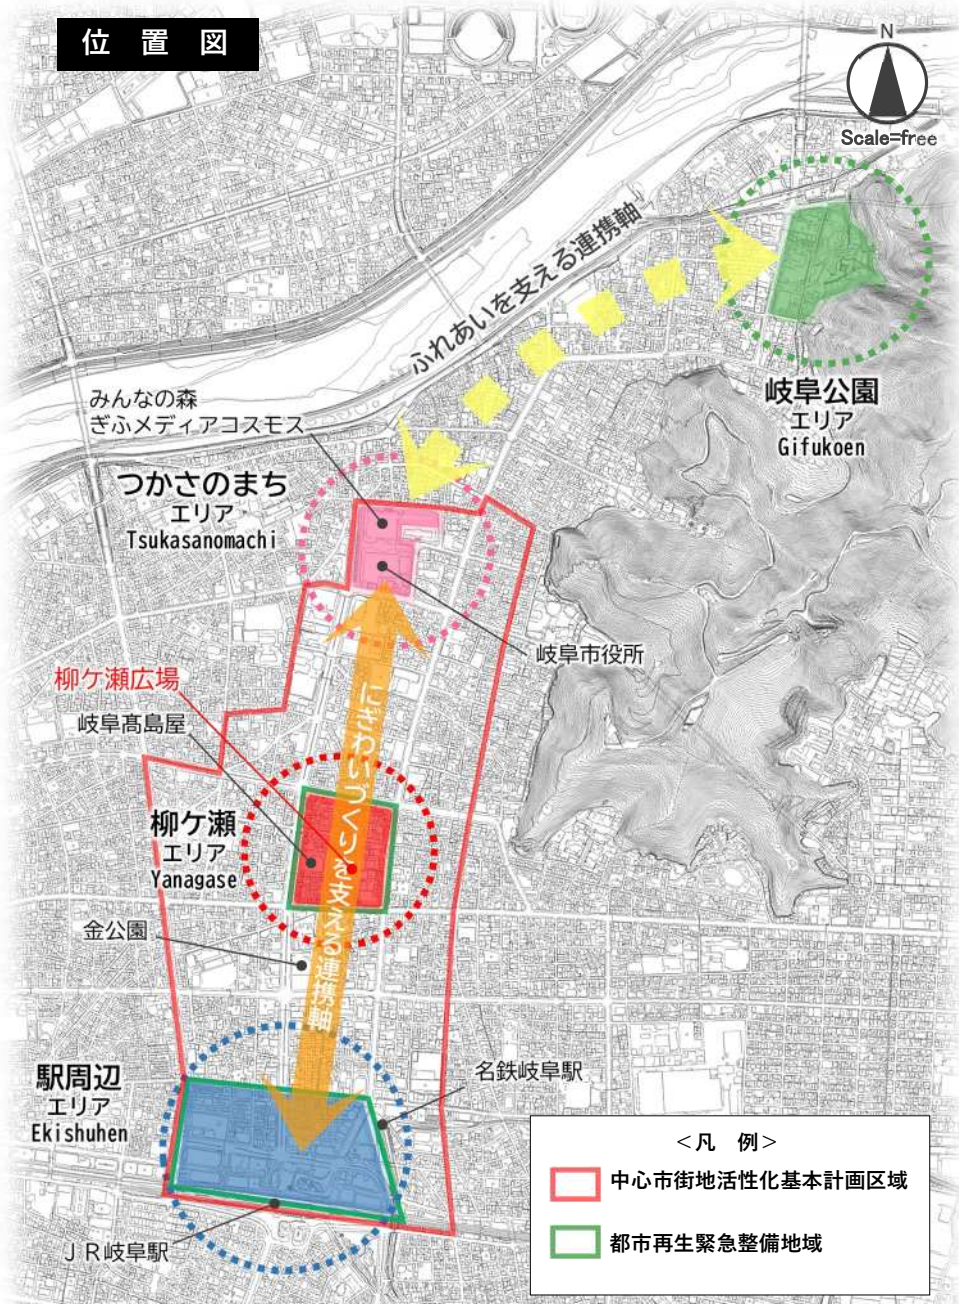 位置図
N
Scale=free
ふれあいを支える連携軸
岐阜公園
エリア
Gifukoen
みんなの森
ぎふメディアコスモス
つかさのまち
エリア
Tsukasanomachi
岐阜市役所
柳ケ瀬広場
岐阜髙島屋
にぎわいづくりを支える連携軸
柳ケ瀬
エリア
Yanagase
金公園
駅周辺
エリア
Ekishuhen
名鉄岐阜駅
JR岐阜駅
<凡 例>
中心市街地活性化基本計画区域
都市再生緊急整備地域